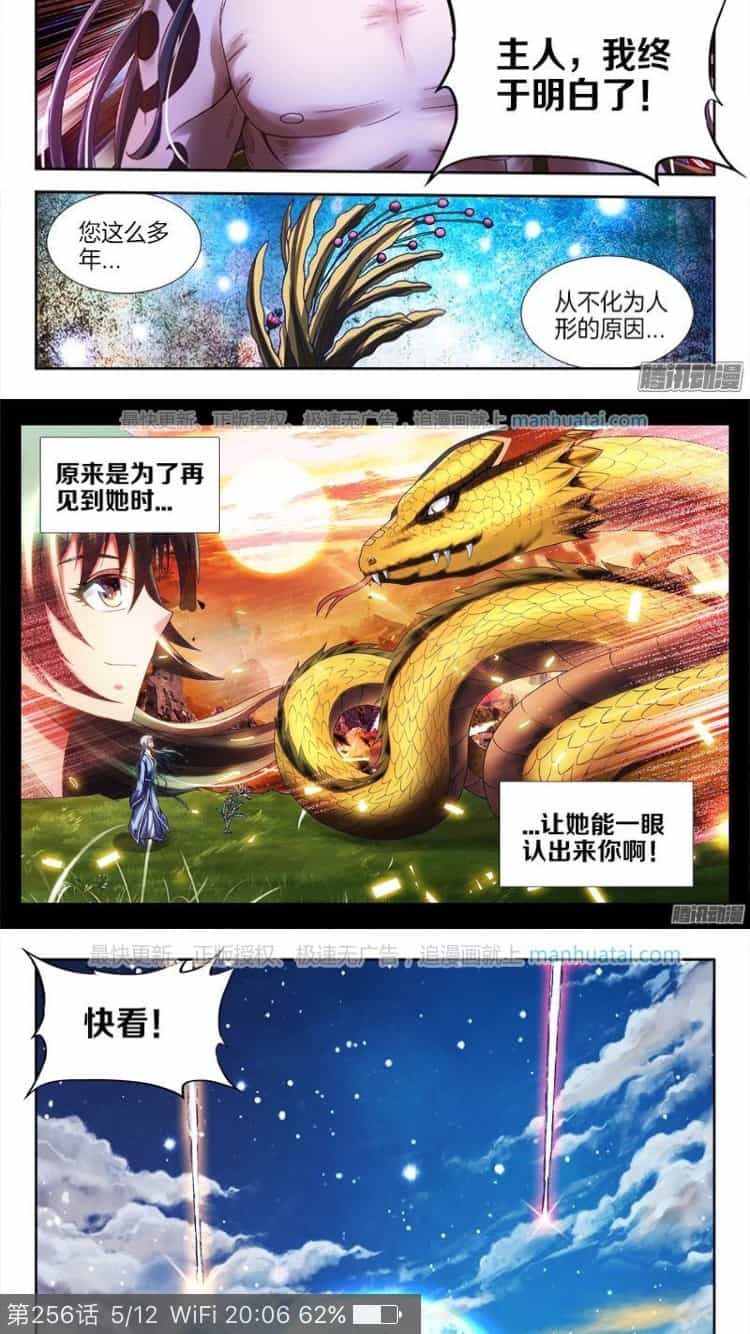 主人，我终
于明白了！
您这么多
年...
从不化为人
形的原因...
腾讯动漫
最快更新、正版授权、极速无广告，追漫画就上 manhuatai.com
原来是为了再
见到她时...
...让她能一眼
认出来你啊！
腾讯动漫
最快更新、正版授权、极速无广告，追漫画就上 manhuatai.com
快看！
第256话 5/12 WiFi 20:06 62%